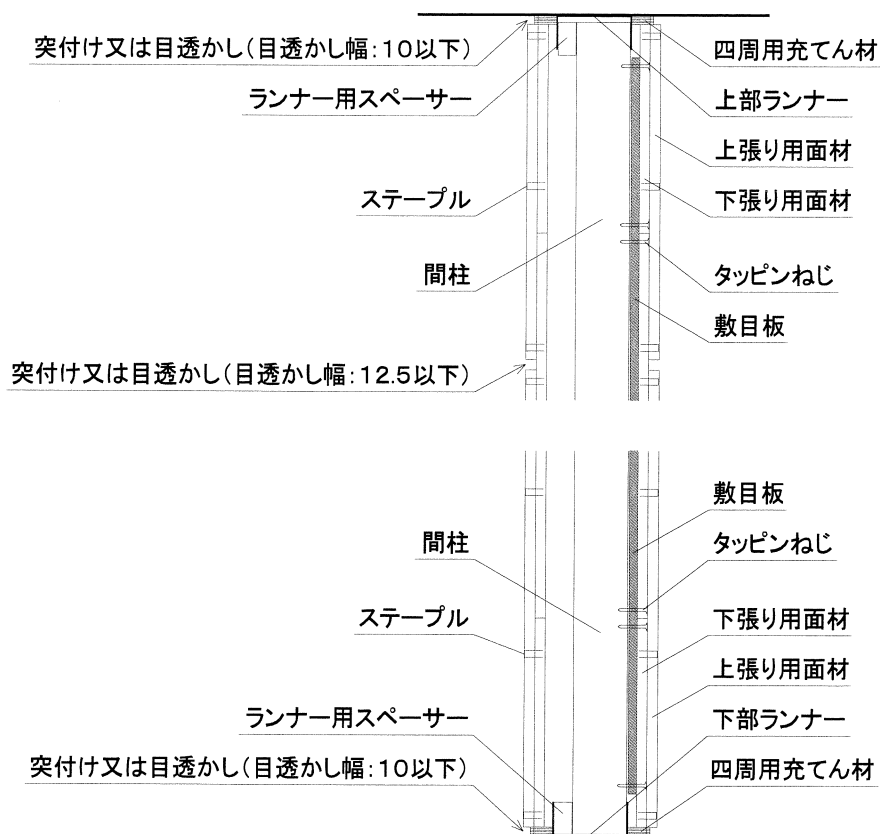 突付け又は目透かし(目透かし幅:10以下)
四周用充てん材
ランナー用スペーサー
上部ランナー
上張り用面材
ステープル
下張り用面材
間柱
タッピンねじ
敷目板
突付け又は目透かし(目透かし幅:12.5以下)
敷目板
間柱
タッピンねじ
ステープル
下張り用面材
上張り用面材
ランナー用スペーサー
下部ランナー
突付け又は目透かし(目透かし幅:10以下)
四周用充てん材